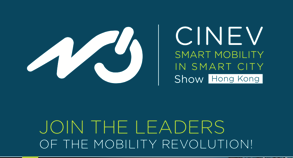 CINEV
SMART MOBILITY
IN SMART CITY
Show Hong Kong
JOIN THE LEADERS
OF THE MOBILITY REVOLUTION!